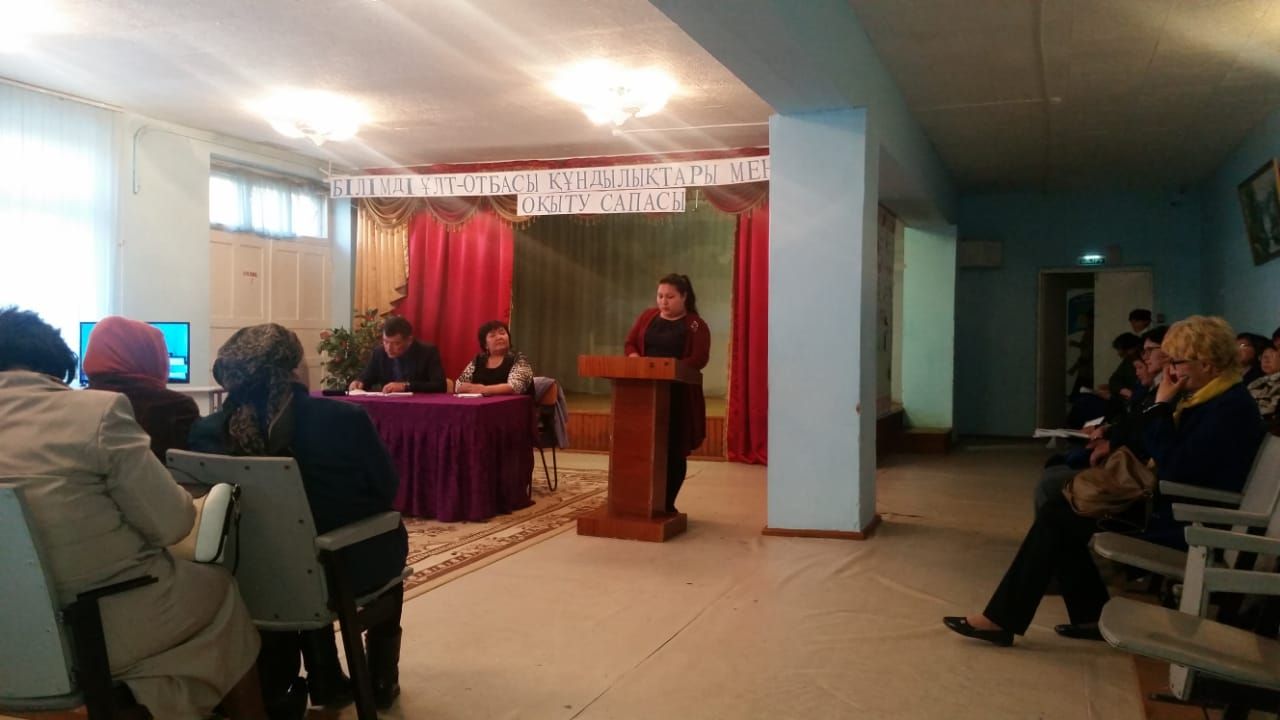 БІЛІМДІ ҰЛТ-ОТБАСЫ ҚҰНДЫЛЫҚТАРЫ МЕН
ОҚЫТУ САПАСЫ